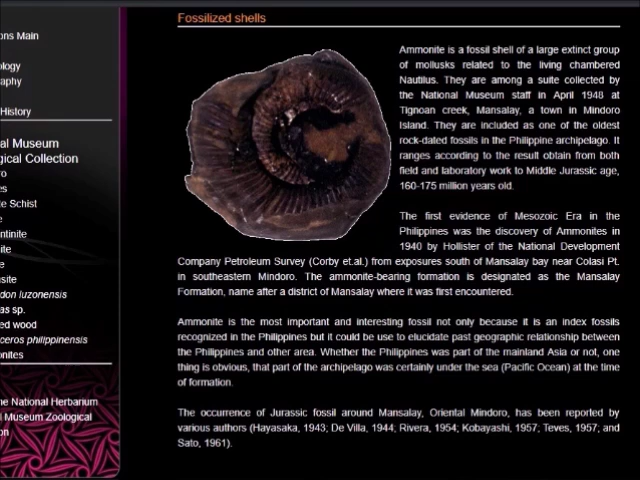 Fossilized shells
ons Main
ology
aphy
History
al Museum
gical Collection
ro
es
te Schist
e
ntinite
ite
e
site
don luzonensis
as sp.
ed wood
ceros philippinensis
onites
he National Herbarium
l Museum Zoological
on
Ammonite is a fossil shell of a large extinct group
of mollusks related to the living chambered
Nautilus. They are among a suite collected by
the National Museum staff in April 1948 at
Tignoan creek, Mansalay, a town in Mindoro
Island. They are included as one of the oldest
rock-dated fossils in the Philippine archipelago. It
ranges according to the result obtain from both
field and laboratory work to Middle Jurassic age,
160-175 million years old.
The first evidence of Mesozoic Era in the
Philippines was the discovery of Ammonites in
1940 by Hollister of the National Development
Company Petroleum Survey (Corby et.al.) from exposures south of Mansalay bay near Colasi Pt.
in southeastern Mindoro. The ammonite-bearing formation is designated as the Mansalay
Formation, name after a district of Mansalay where it was first encountered.
Ammonite is the most important and interesting fossil not only because it is an index fossils
recognized in the Philippines but it could be use to elucidate past geographic relationship between
the Philippines and other area. Whether the Philippines was part of the mainland Asia or not, one
thing is obvious, that part of the archipelago was certainly under the sea (Pacific Ocean) at the time
of formation.
The occurrence of Jurassic fossil around Mansalay, Oriental Mindoro, has been reported by
various authors (Hayasaka, 1943; De Villa, 1944; Rivera, 1954; Kobayashi, 1957; Teves, 1957; and
Sato, 1961).